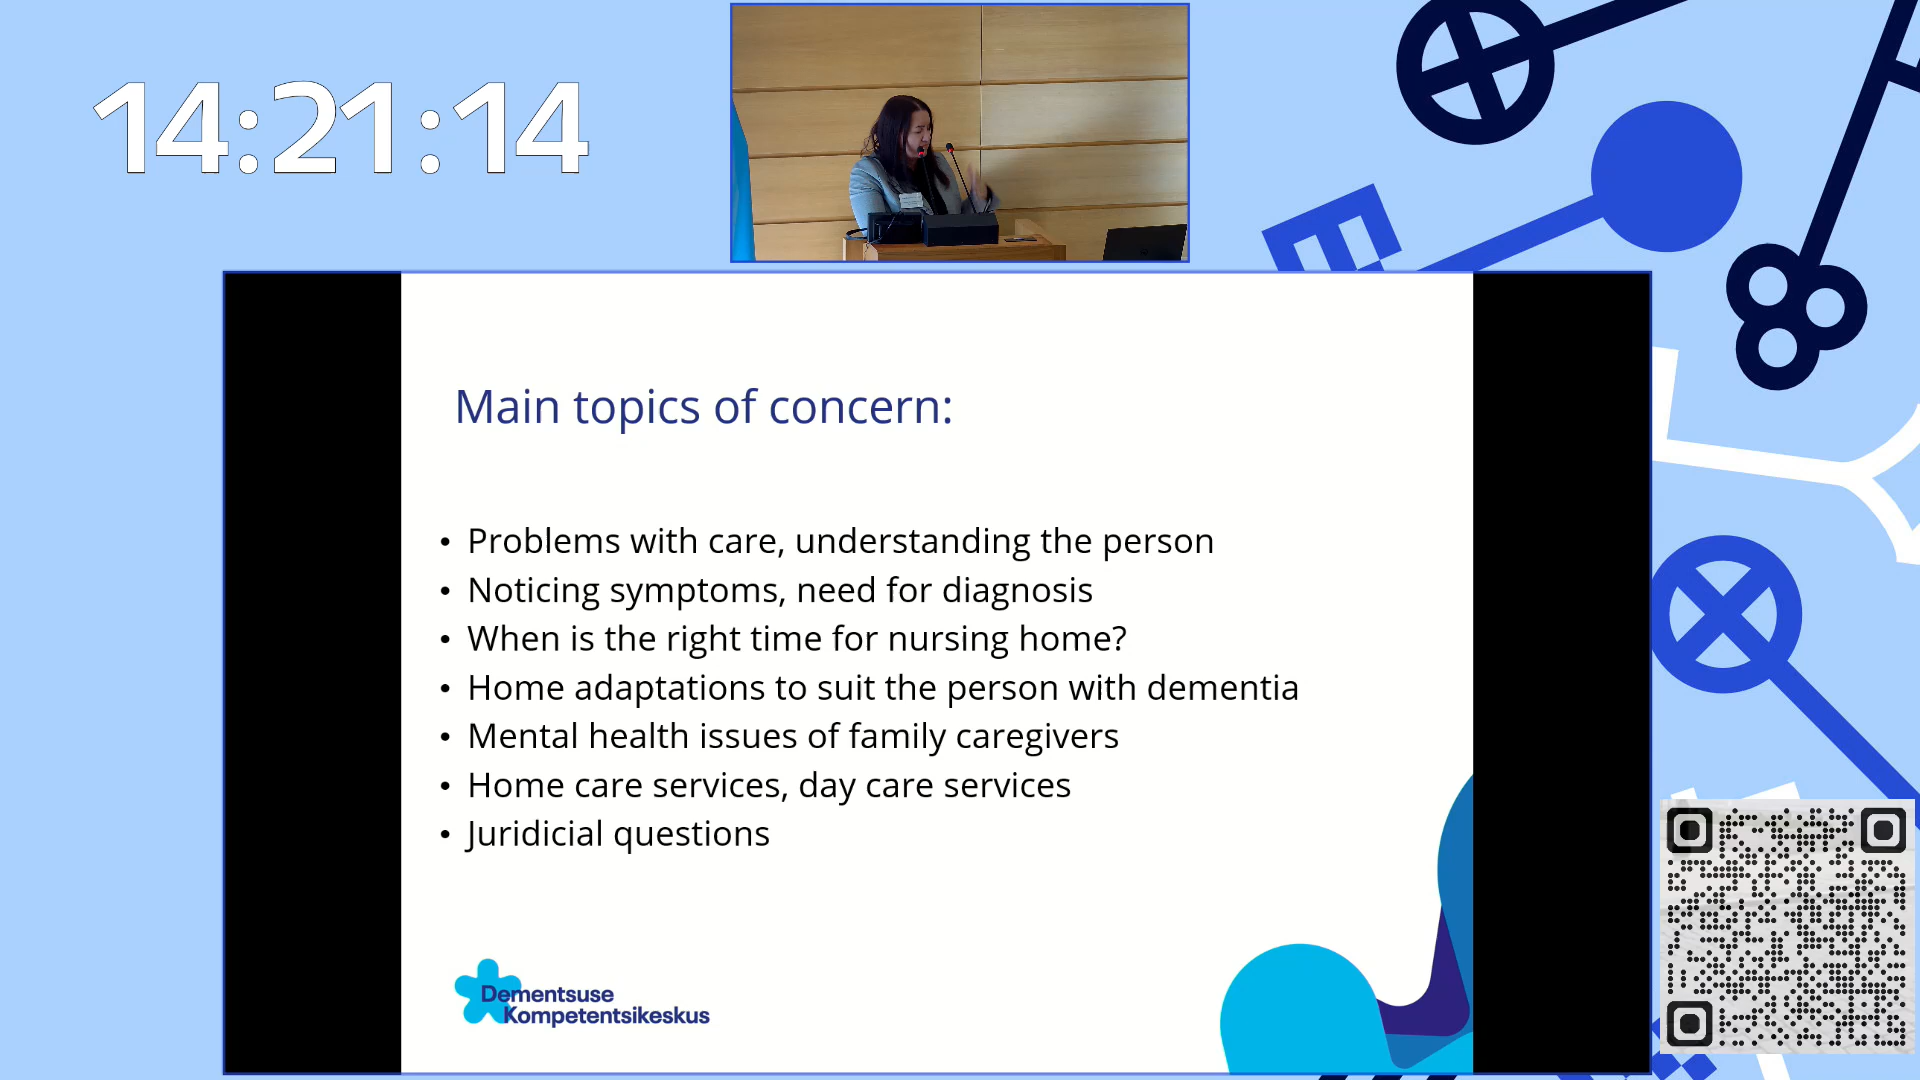 14:21:14
Main topics of concern:
• Problems with care, understanding the person
• Noticing symptoms, need for diagnosis
• When is the right time for nursing home?
• Home adaptations to suit the person with dementia
• Mental health issues of family caregivers
• Home care services, day care services
• Juridicial questions
Dementsuse
Kompetentsikeskus